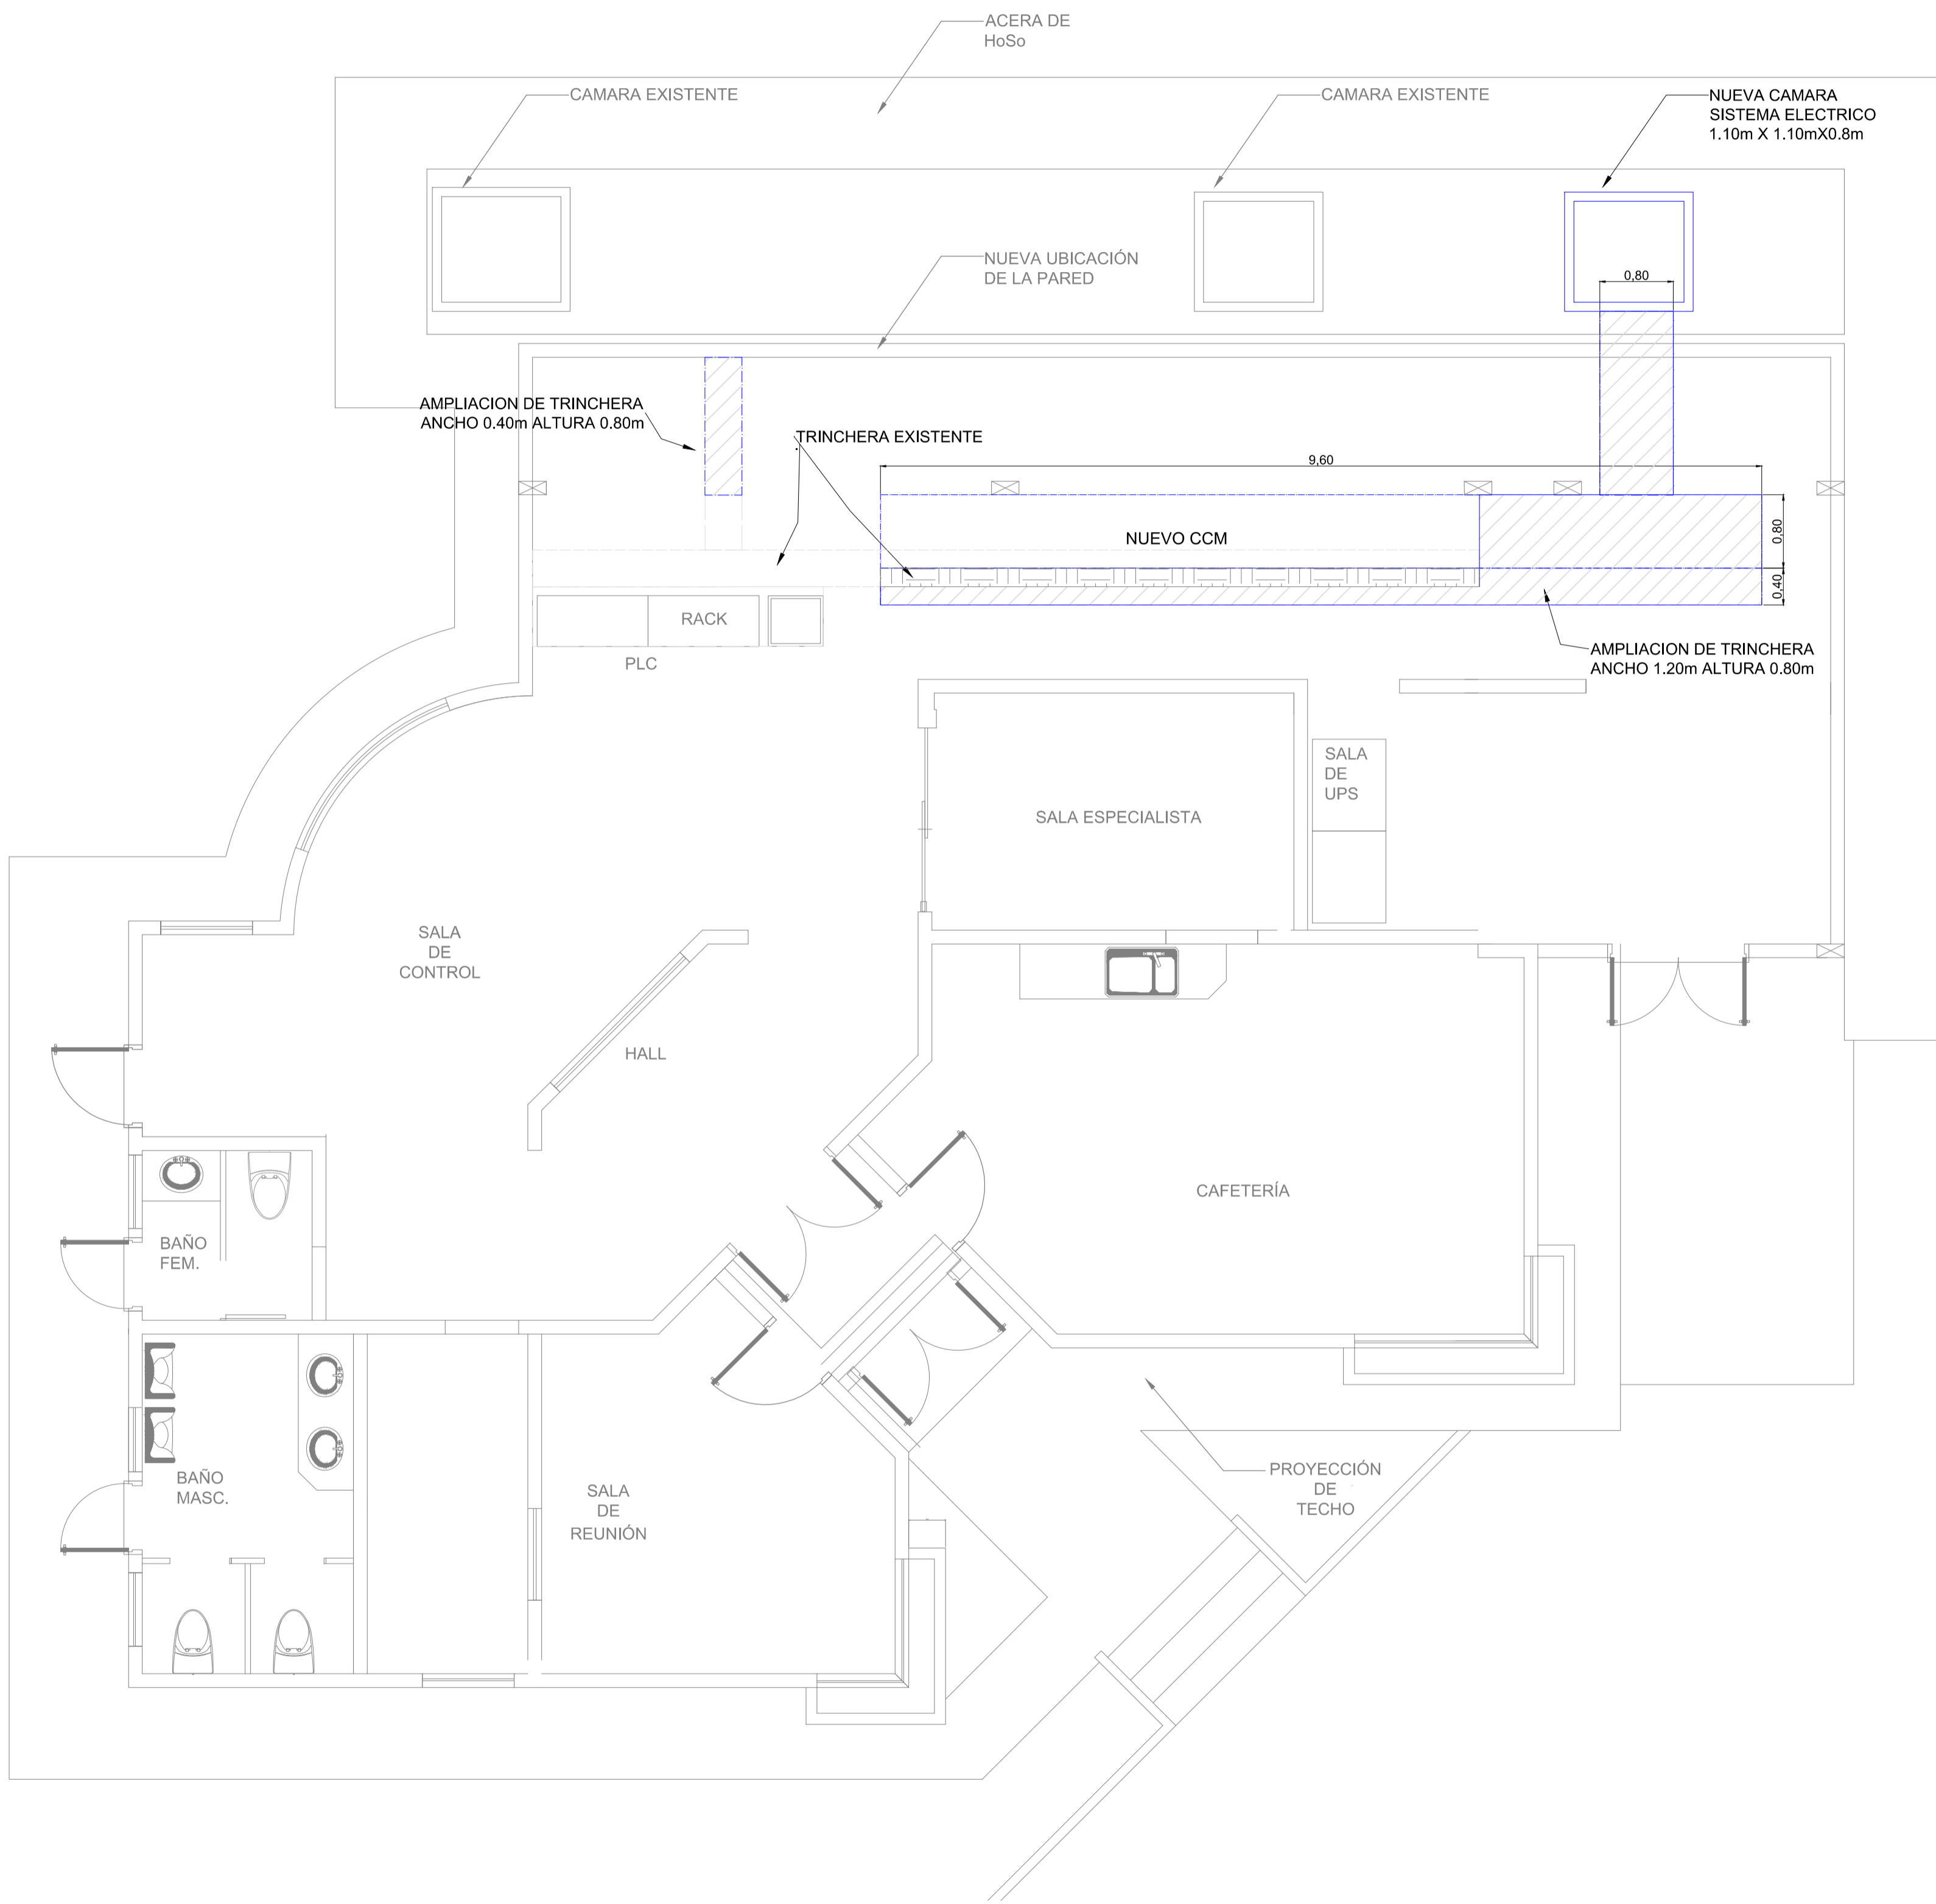 ACERA DE
HoSo
CAMARA EXISTENTE
CAMARA EXISTENTE
NUEVA CAMARA
SISTEMA ELECTRICO
1.10m X 1.10mX0.8m
NUEVA UBICACIÓN
DE LA PARED
0,80
AMPLIACION DE TRINCHERA
ANCHO 0.40m ALTURA 0.80m
TRINCHERA EXISTENTE
9,60
NUEVO CCM
0,80
0,40
RACK
PLC
AMPLIACION DE TRINCHERA
ANCHO 1.20m ALTURA 0.80m
SALA
DE
UPS
SALA ESPECIALISTA
SALA
DE
CONTROL
HALL
CAFETERÍA
BAÑO
FEM.
BAÑO
MASC.
SALA
DE
REUNIÓN
PROYECCIÓN
DE
TECHO